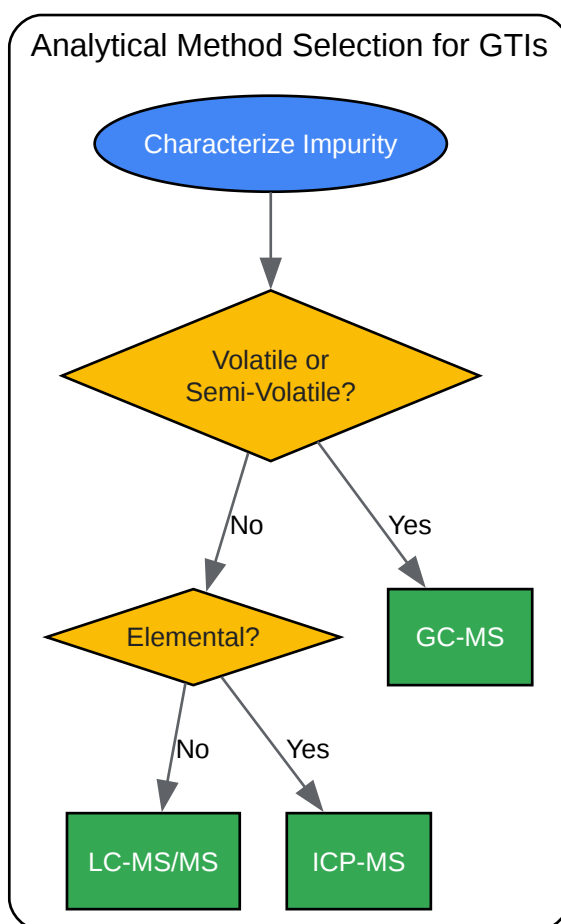 Analytical Method Selection for GTIs
Characterize Impurity
Volatile or
Semi-Volatile?
No
Yes
Elemental?
GC-MS
No
Yes
LC-MS/MS
ICP-MS